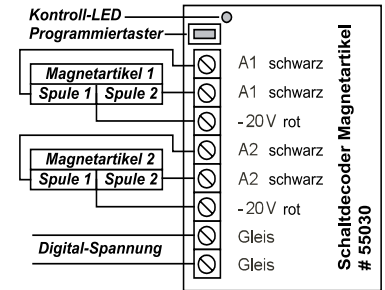 Kontroll-LED
Programmiertaster
Magnetartikel 1
Spule 1 Spule 2
Magnetartikel 2
Spule 1 Spule 2
Digital-Spannung
A1 schwarz
A1 schwarz
-20V rot
A2 schwarz
A2 schwarz
-20V rot
Gleis
Gleis
Schaltdecoder Magnetartikel
# 55030